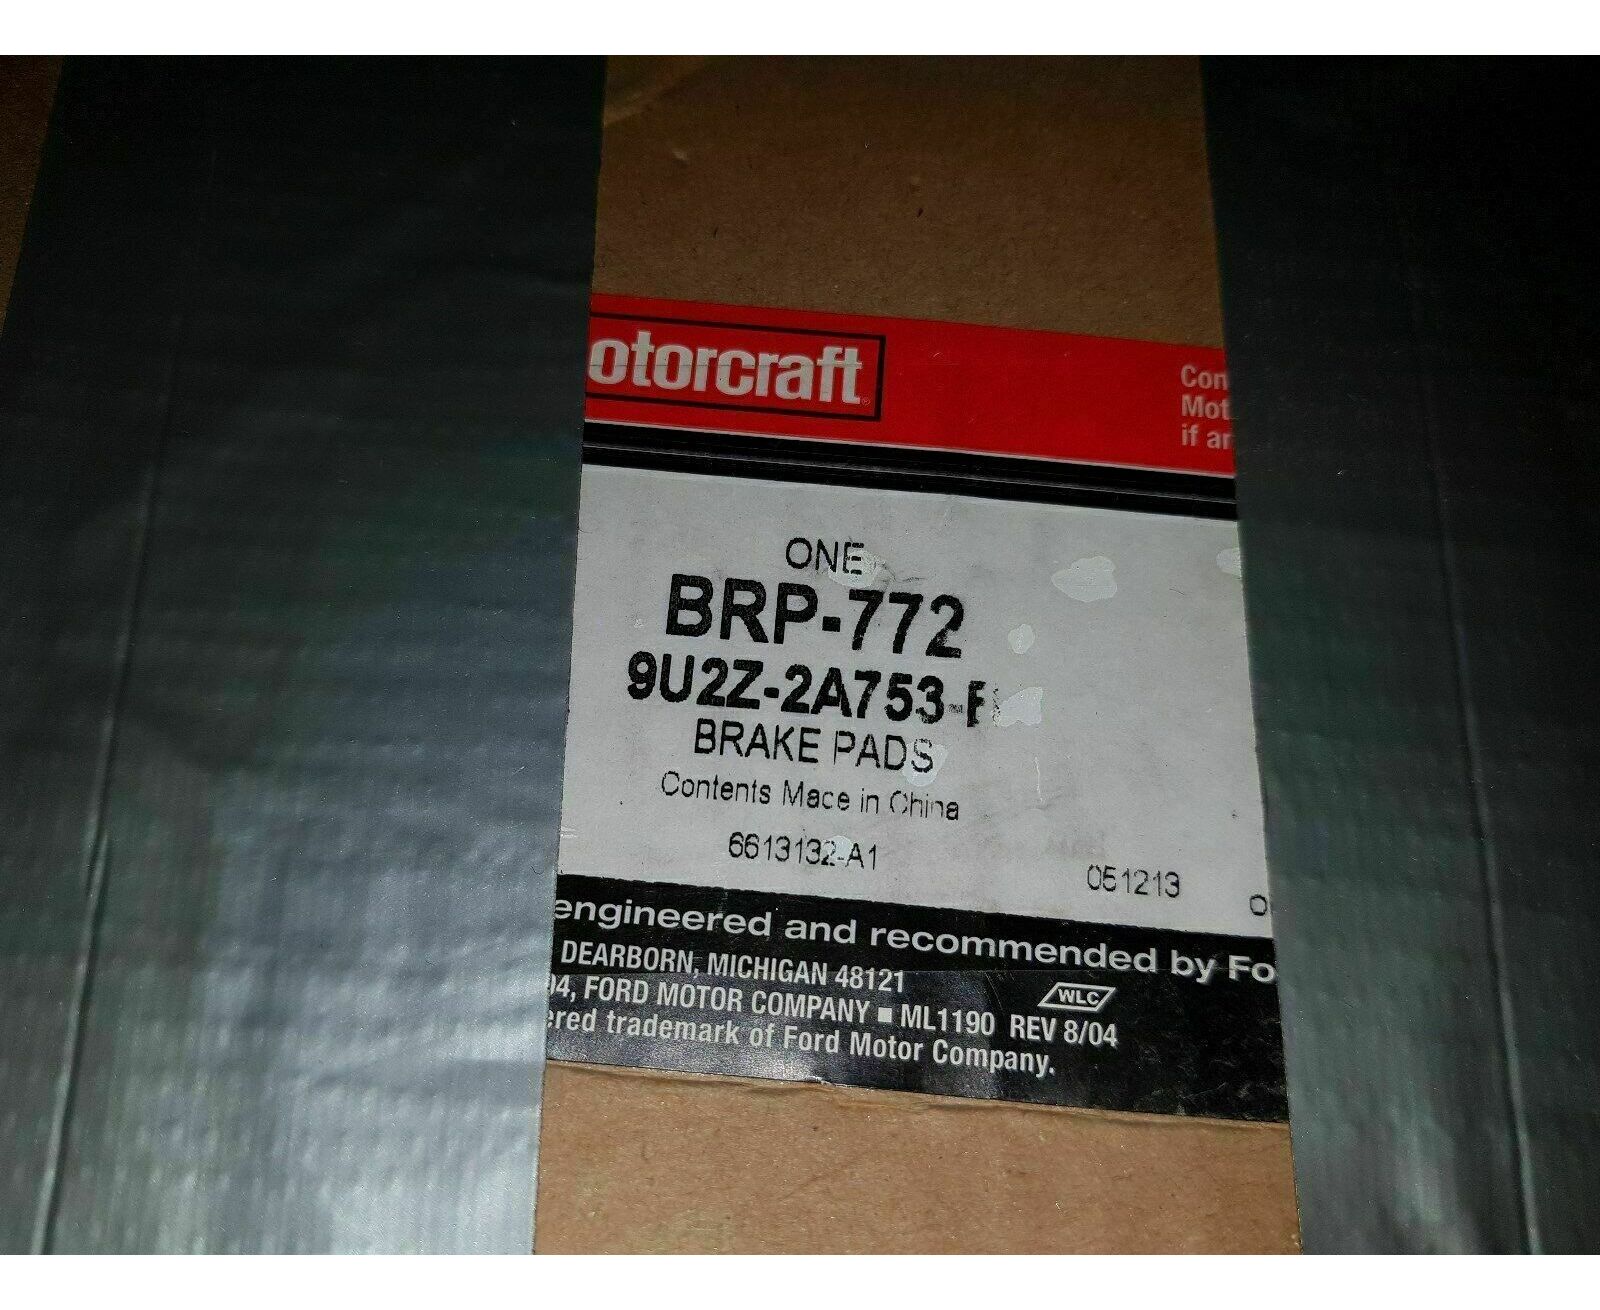 otorcraft
Con
Mot
if an
ONE
BRP-772
9U2Z-2A753-
BRAKE PADS
Contents Made in China
6613132-A1
051213
engineered and recommended by Fo
DEARBORN, MICHIGAN 48121
04, FORD MOTOR COMPANY ■ ML1190 REV 8/04
WLC
ered trademark of Ford Motor Company.